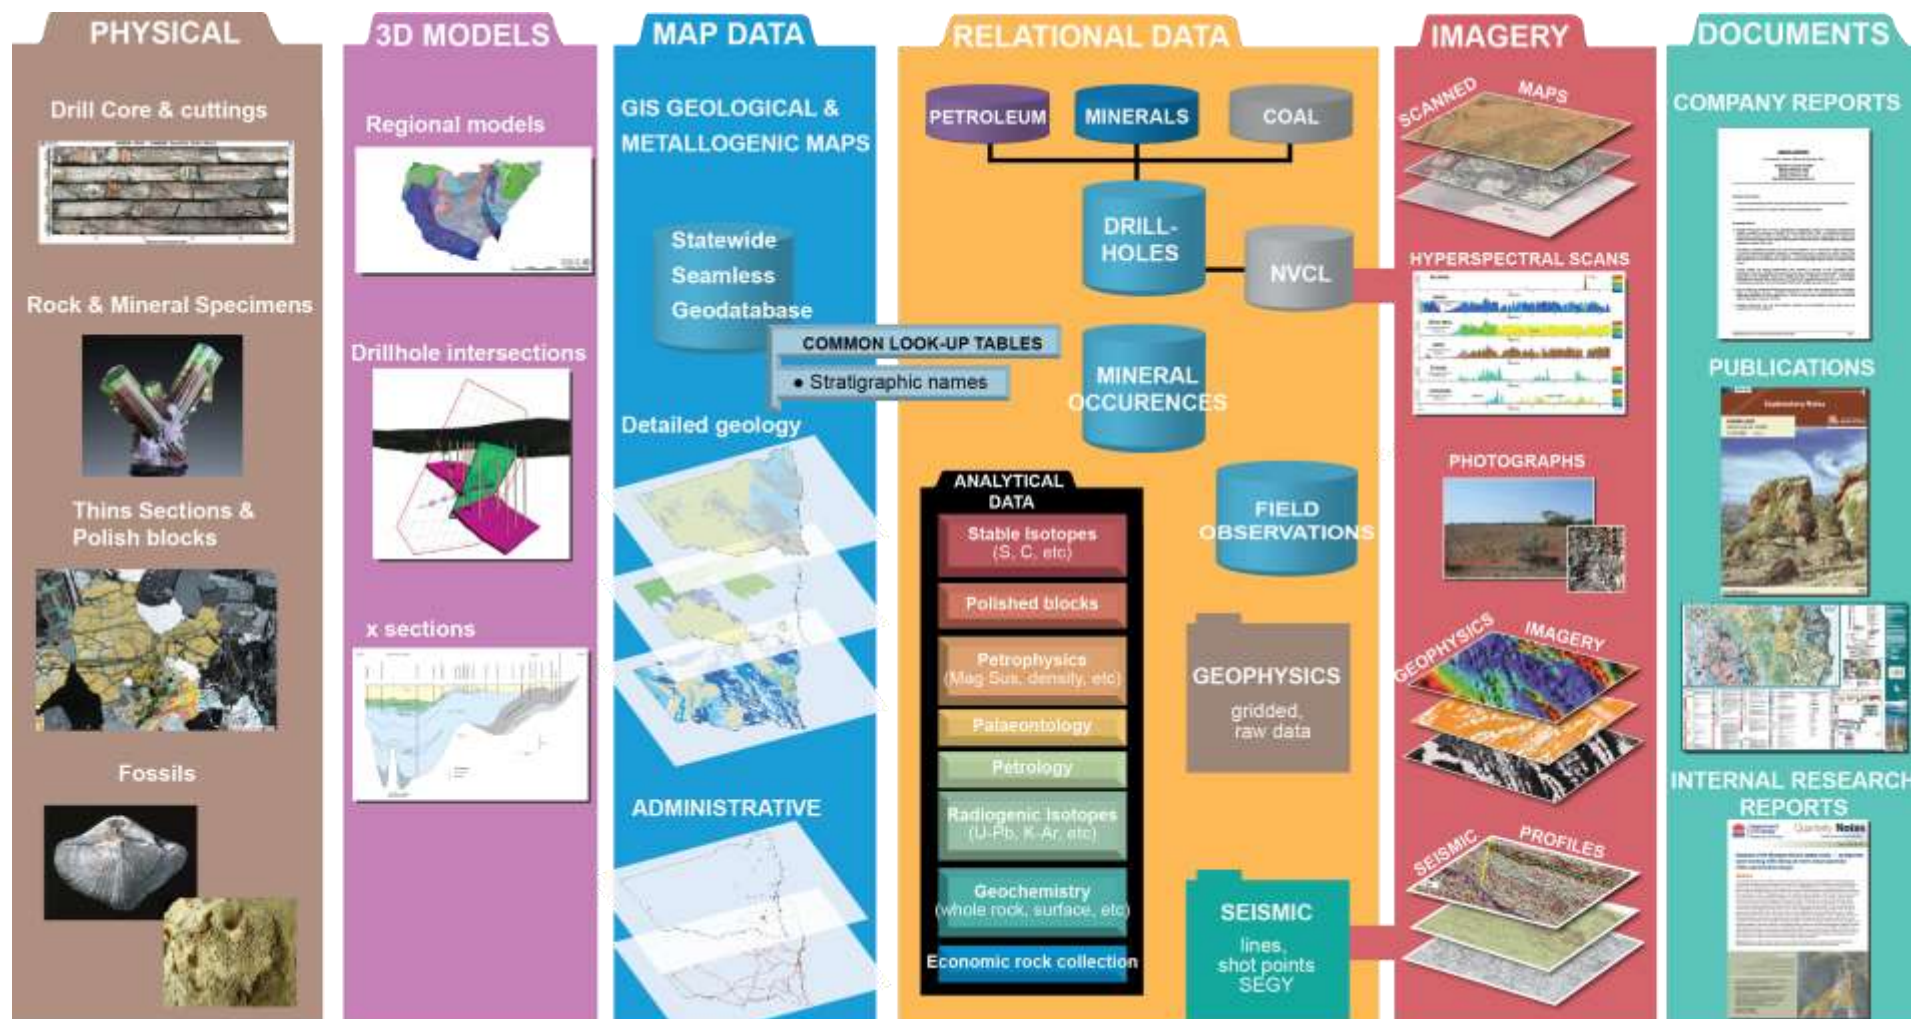 PHYSICAL
Drill Core & cuttings
Rock & Mineral Specimens
Thins Sections &
Polish blocks
Fossils
3D MODELS
Regional models
Drillhole intersections
x sections
MAP DATA
GIS GEOLOGICAL &
METALLOGENIC MAPS
Statewide
Seamless
Geodatabase
COMMON LOOK-UP TABLES
● Stratigraphic names
Detailed geology
ADMINISTRATIVE
RELATIONAL DATA
PETROLEUM
MINERALS
COAL
DRILL-
HOLES
NVCL
MINERAL
OCCURENCES
FIELD
OBSERVATIONS
ANALYTICAL
DATA
Stable Isotopes
(S, C, etc)
Polished blocks
Petrophysics
(Mag Sus, density, etc)
Palaeontology
Petrology
Radiogenic Isotopes
(U-Pb, K-Ar, etc)
Geochemistry
(whole rock, surface, etc)
Economic rock collection
GEOPHYSICS
gridded,
raw data
SEISMIC
lines,
shot points
SEGY
IMAGERY
SCANNED MAPS
HYPERSPECTRAL SCANS
PHOTOGRAPHS
GEOPHYSICS IMAGERY
SEISMIC PROFILES
DOCUMENTS
COMPANY REPORTS
PUBLICATIONS
Explanatory Notes
INTERNAL RESEARCH
REPORTS
Quarterly Notes